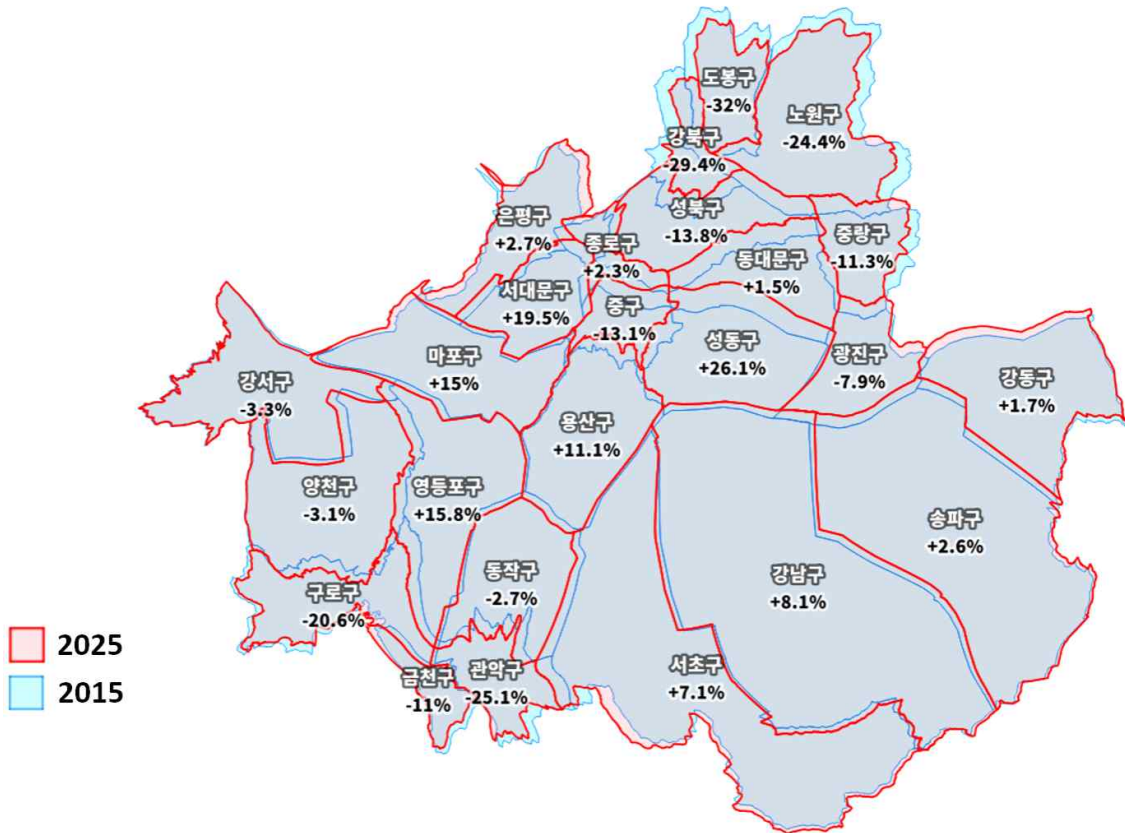 도봉구
-32%
노원구
-24.4%
강북구
-29.4%
성북구
-13.8%
은평구
+2.7%
종로구
+2.3%
중랑구
-11.3%
동대문구
+1.5%
서대문구
+19.5%
중구
-13.1%
성동구
+26.1%
광진구
-7.9%
마포구
+15%
강서구
-3.3%
강동구
+1.7%
용산구
+11.1%
양천구
-3.1%
영등포구
+15.8%
송파구
+2.6%
동작구
-2.7%
강남구
+8.1%
구로구
-20.6%
2025
2015
금천구
-11%
관악구
-25.1%
서초구
+7.1%